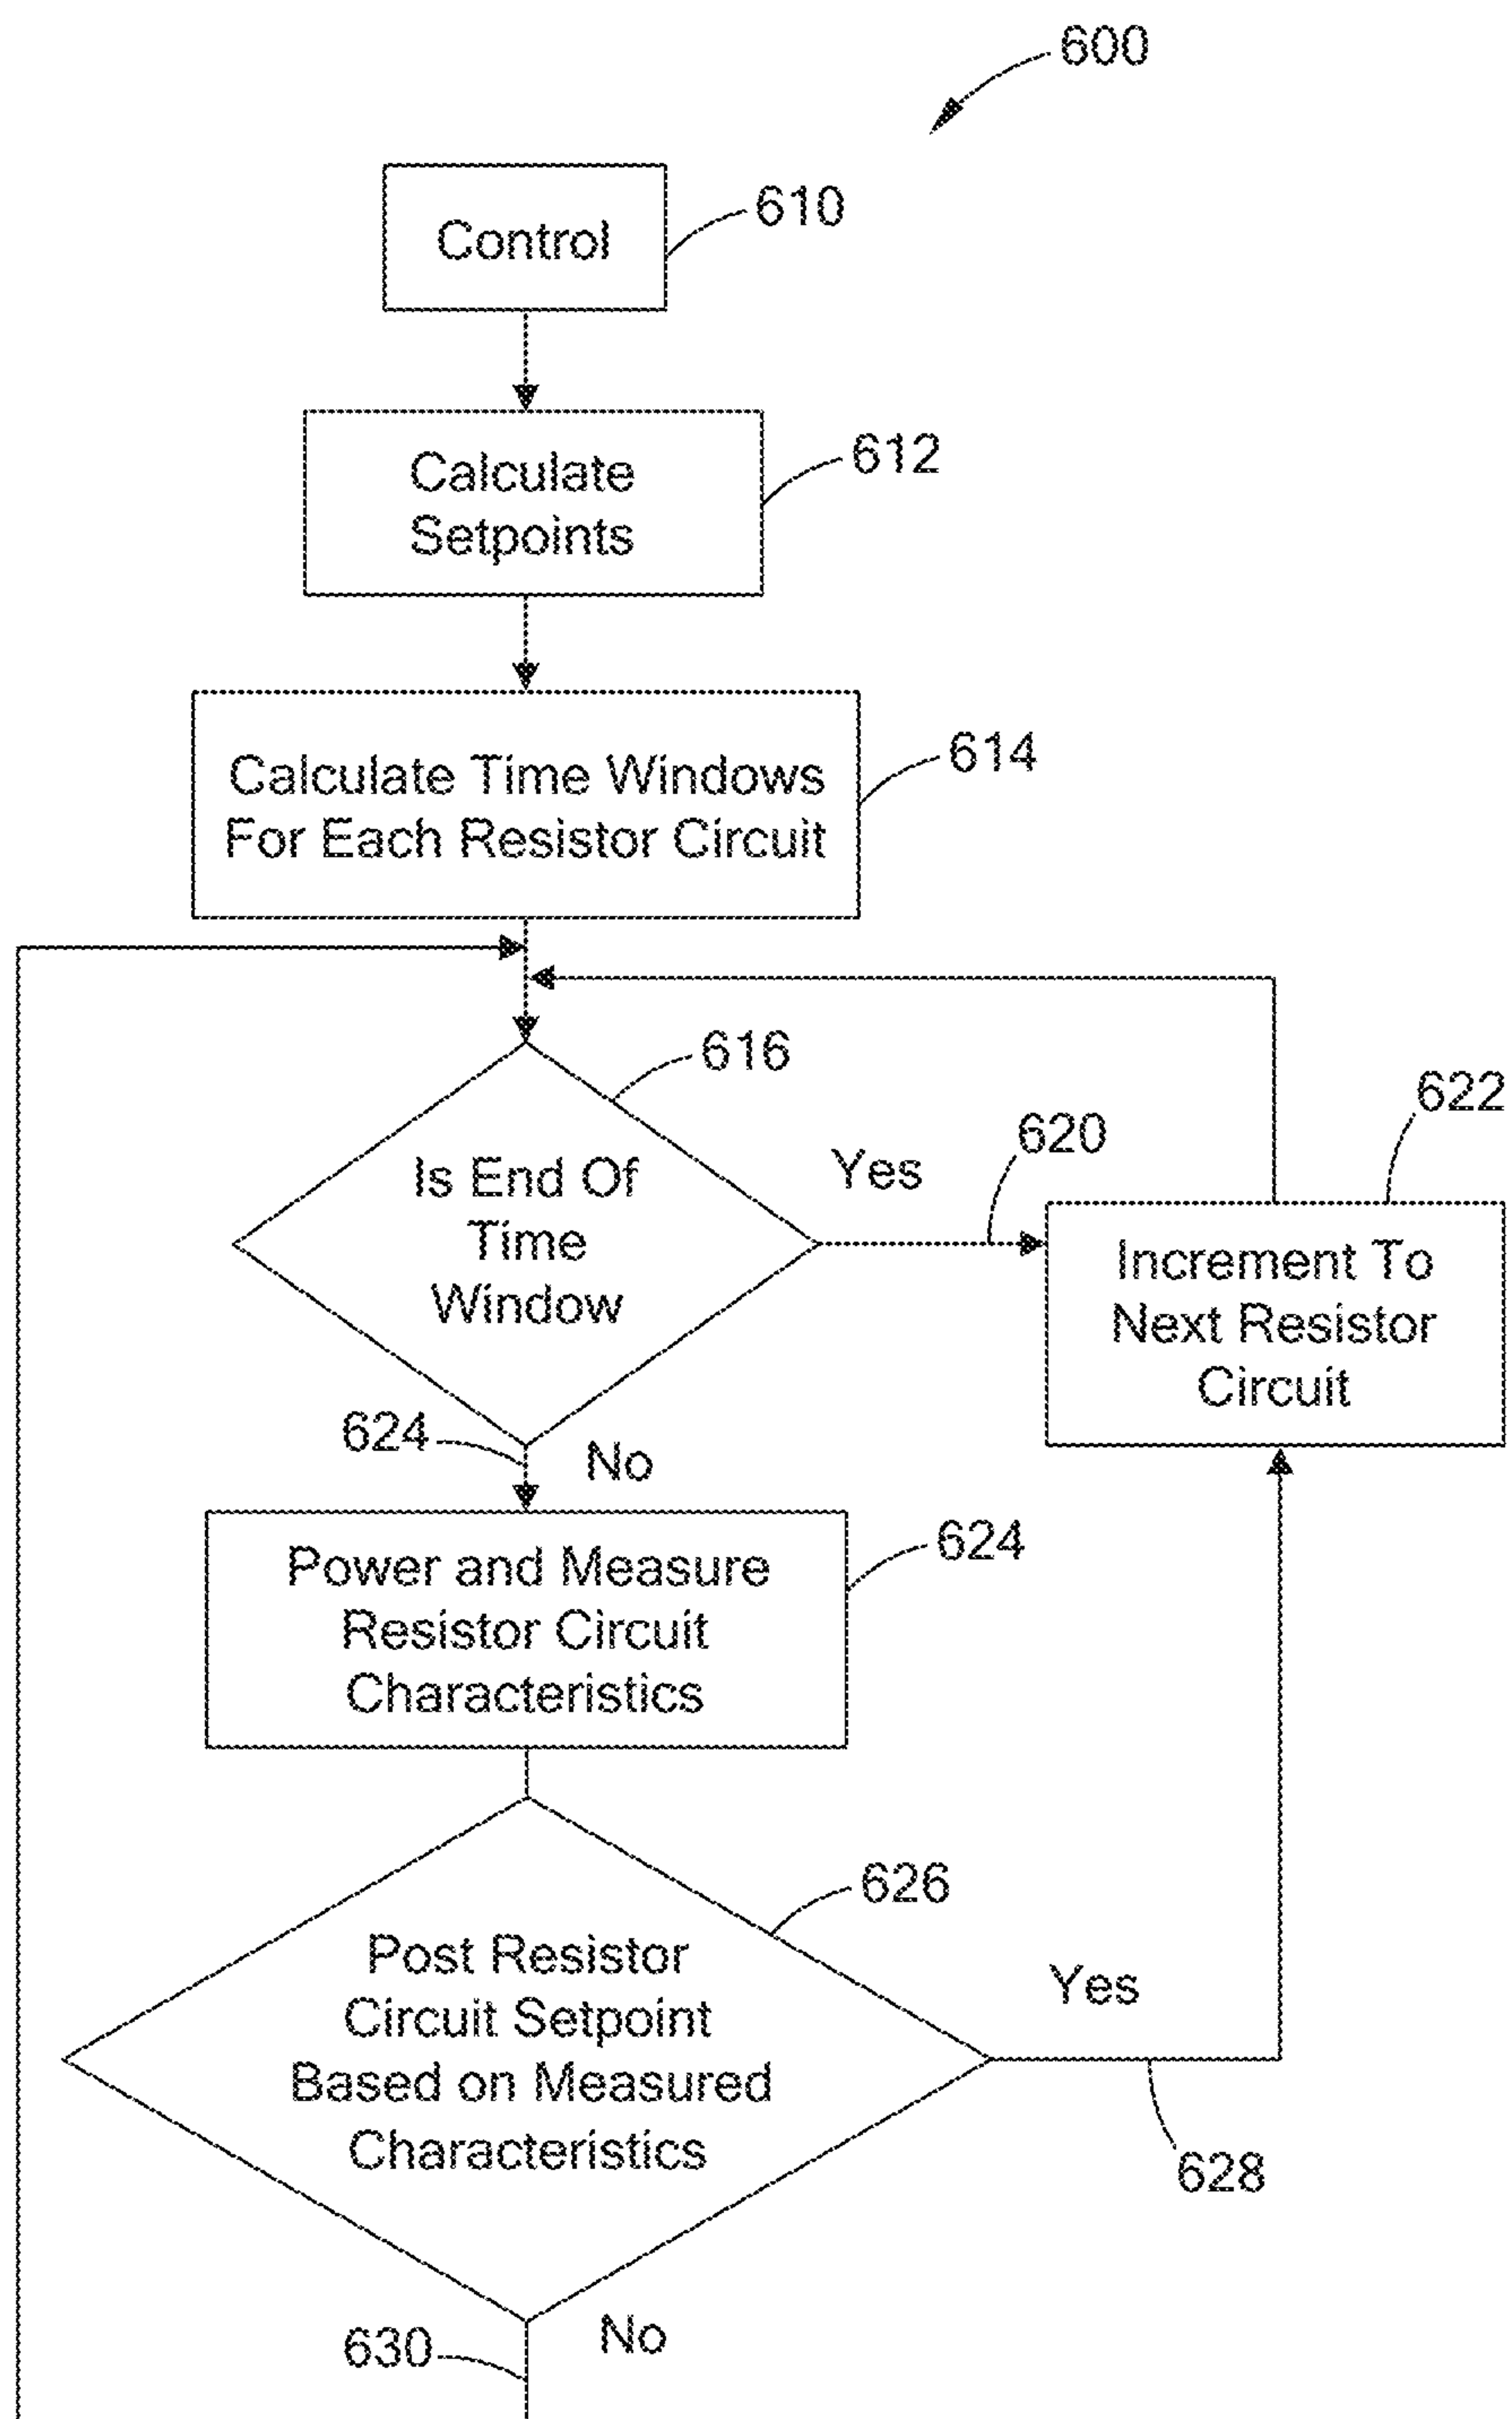 600
Control
610
Calculate
Setpoints
612
Calculate Time Windows
For Each Resistor Circuit
614
616
Is End Of
Time
Window
Yes
620
622
Increment To
Next Resistor
Circuit
624
No
Power and Measure
Resistor Circuit
Characteristics
624
626
Post Resistor
Circuit Setpoint
Based on Measured
Characteristics
Yes
628
630
No